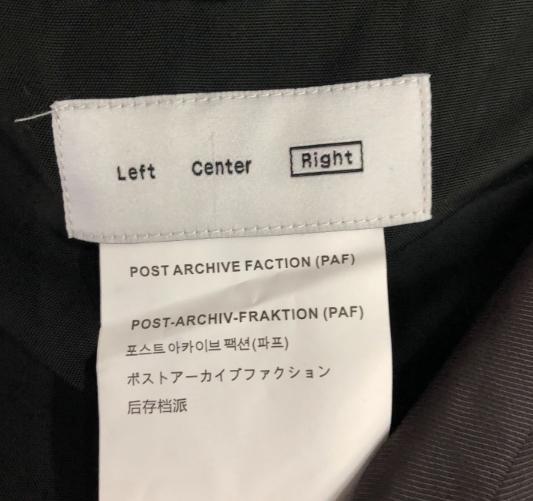 Left Center Right
POST ARCHIVE FACTION (PAF)
POST-ARCHIV-FRAKTION (PAF)
포스트 아카이브 팩션(파프)
ポストアーカイブファクション
后存档派